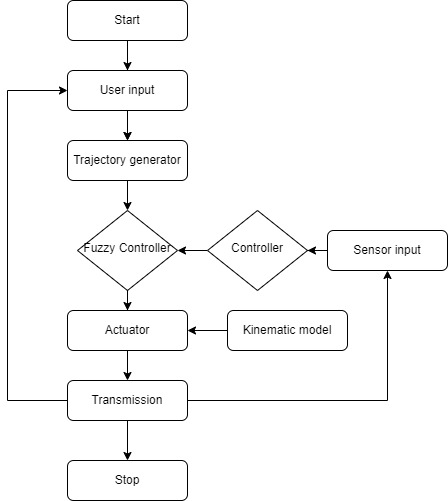 Start
User input
Trajectory generator
Fuzzy Controller
Controller
Sensor input
Actuator
Kinematic model
Transmission
Stop